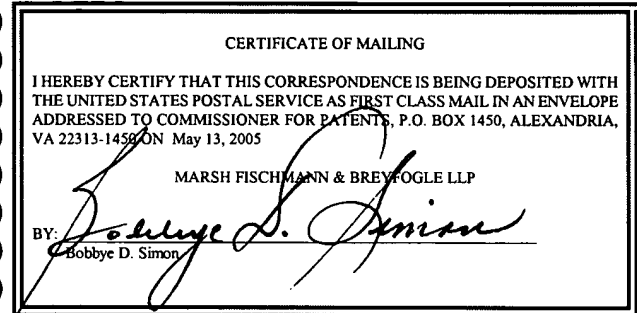 CERTIFICATE OF MAILING
I HEREBY CERTIFY THAT THIS CORRESPONDENCE IS BEING DEPOSITED WITH
THE UNITED STATES POSTAL SERVICE AS FIRST CLASS MAIL IN AN ENVELOPE
ADDRESSED TO COMMISSIONER FOR PATENTS, P.O. BOX 1450, ALEXANDRIA,
VA 22313-1450 ON May 13, 2005
MARSH FISCHMANN & BREYFOGLE LLP
BY: Bobbye D. Simon
Bobbye D. Simon